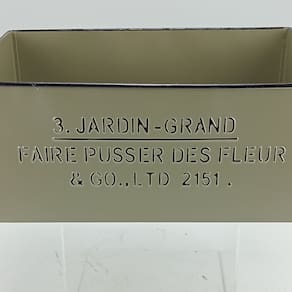 3. JARDIN-GRAND
FAIRE PUSSER DES FLEUR
& GO.,LTD 2151.